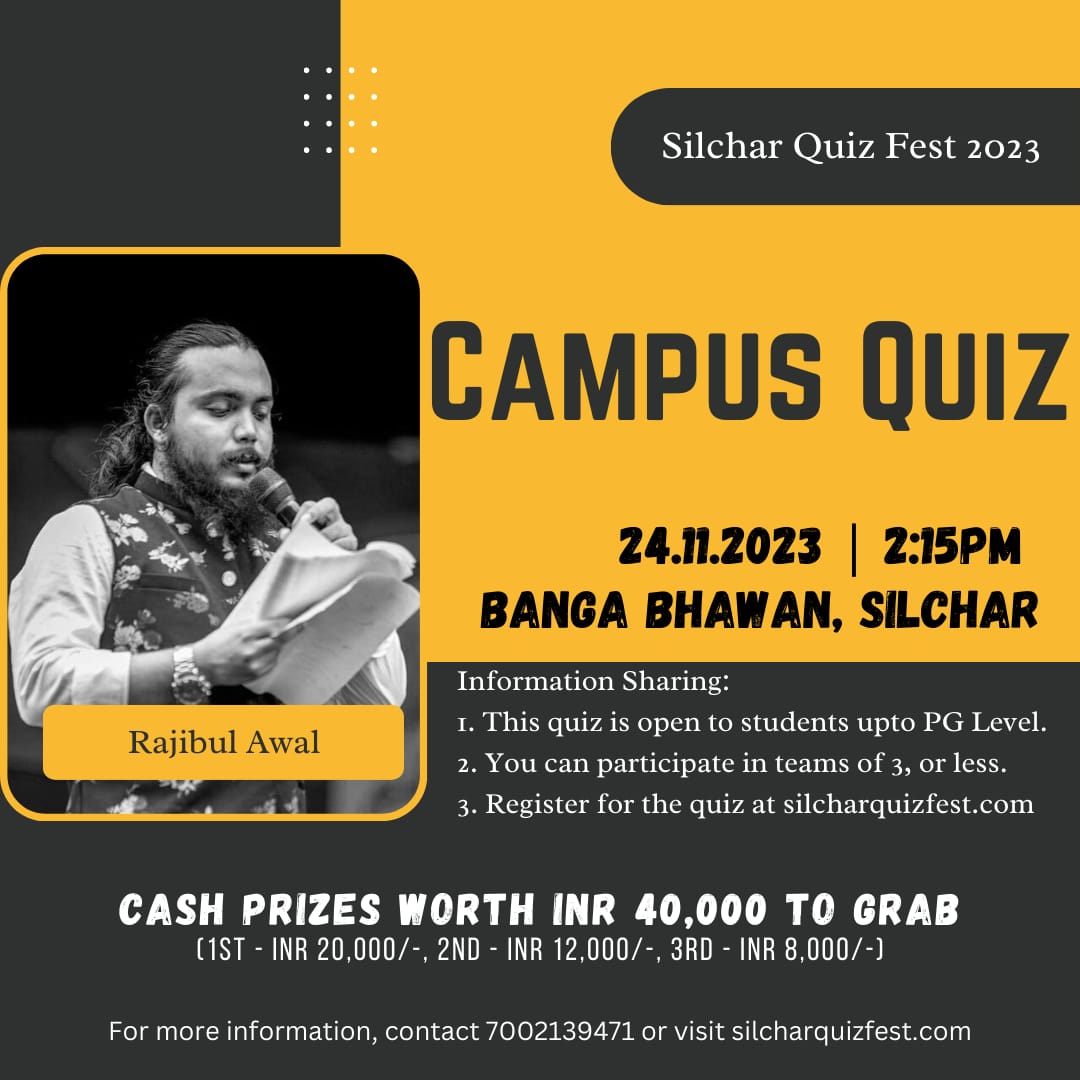 Silchar Quiz Fest 2023
CAMPUS QUIZ
24.11.2023 | 2:15PM
BANGA BHAWAN, SILCHAR
Rajibul Awal
Information Sharing:
1. This quiz is open to students upto PG Level.
2. You can participate in teams of 3, or less.
3. Register for the quiz at silcharquizfest.com
CASH PRIZES WORTH INR 40,000 TO GRAB
(1ST - INR 20,000/-, 2ND - INR 12,000/-, 3RD - INR 8,000/-)
For more information, contact 7002139471 or visit silcharquizfest.com